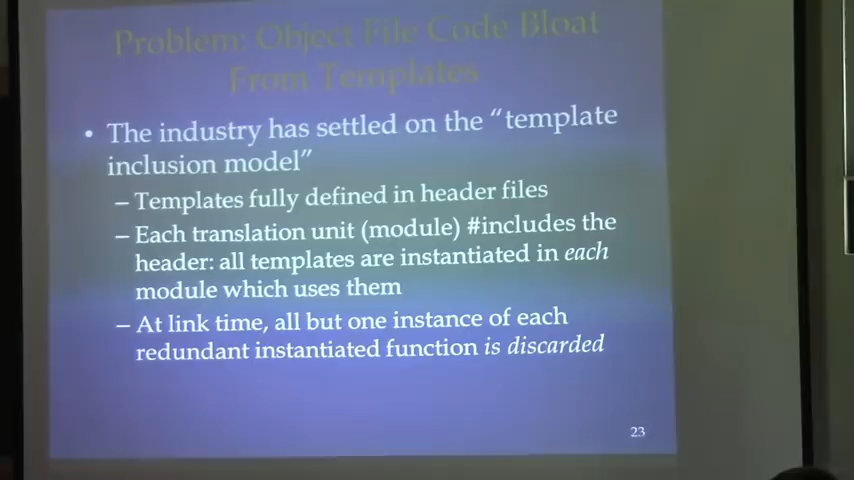 Problem: Object File Code Bloat
From Templates
• The industry has settled on the “template
inclusion model”
– Templates fully defined in header files
– Each translation unit (module) #includes the
header: all templates are instantiated in each
module which uses them
– At link time, all but one instance of each
redundant instantiated function is discarded
23